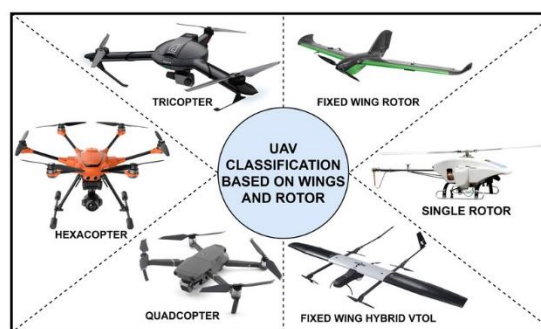 TRICOPTER
FIXED WING ROTOR
UAV
CLASSIFICATION
BASED ON WINGS
AND ROTOR
HEXACOPTER
SINGLE ROTOR
QUADCOPTER
FIXED WING HYBRID VTOL